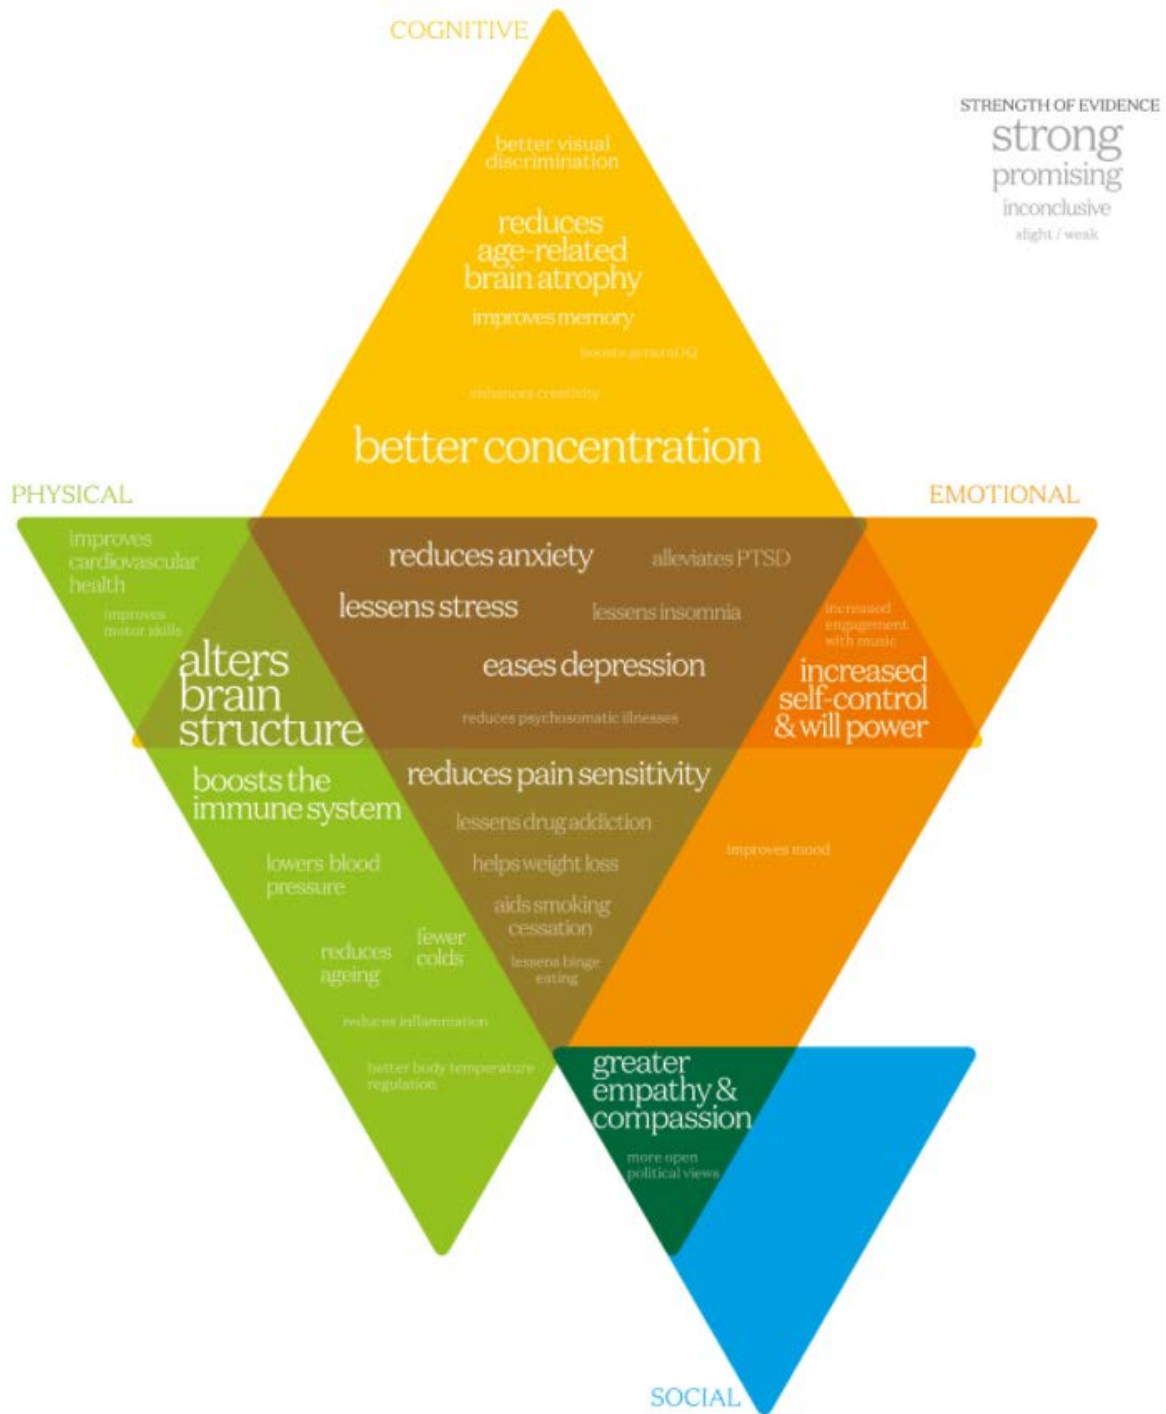 COGNITIVE
STRENGTH OF EVIDENCE
strong
promising
inconclusive
slight / weak
better visual
discrimination
reduces
age-related
brain atrophy
improves memory
boosts general IQ
enhances creativity
better concentration
PHYSICAL
EMOTIONAL
improves
cardiovascular
health
improves
motor skills
alters
brain
structure
boosts the
immune system
lowers blood
pressure
reduces
ageing
fewer
colds
reduces inflammation
better body temperature
regulation
reduces anxiety
alleviates PTSD
lessens stress
lessens insomnia
eases depression
reduces psychosomatic illnesses
reduces pain sensitivity
lessens drug addiction
helps weight loss
aids smoking
cessation
lessens binge
eating
increased
engagement
with music
increased
self-control
& will power
improves mood
greater
empathy &
compassion
more open
political views
SOCIAL